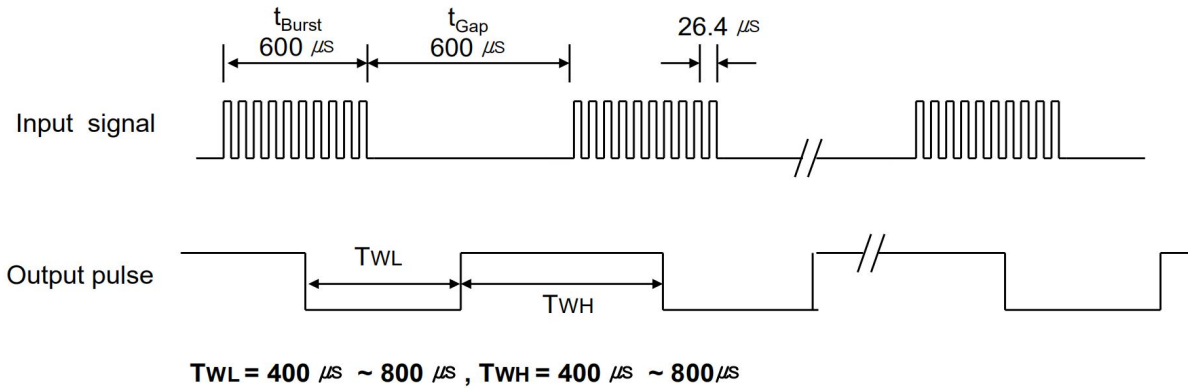 tBurst
600 μs
tGap
600 μs
26.4 μs
Input signal
Output pulse
TWL
TWH
TWL = 400 μs ~ 800 μs , TWH = 400 μs ~ 800μs